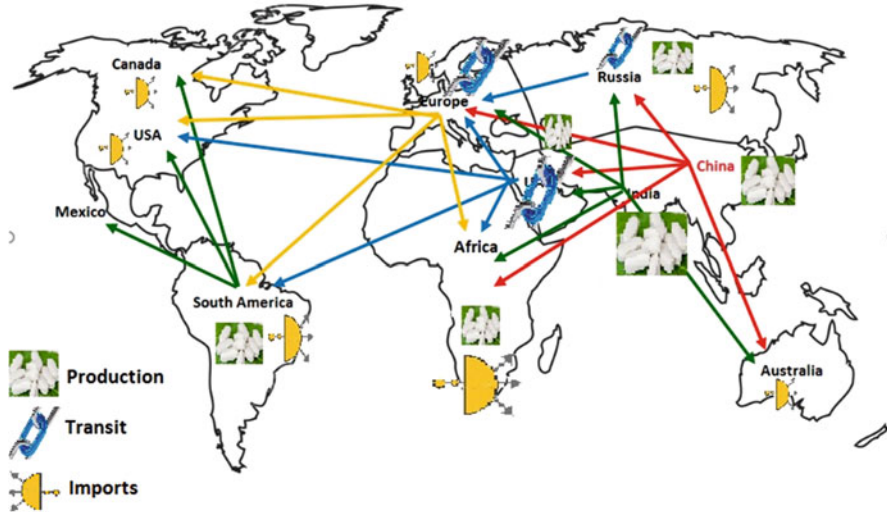 Canada
Europe
Russia
USA
China
India
Mexico
Africa
South America
Australia
Production
Transit
Imports